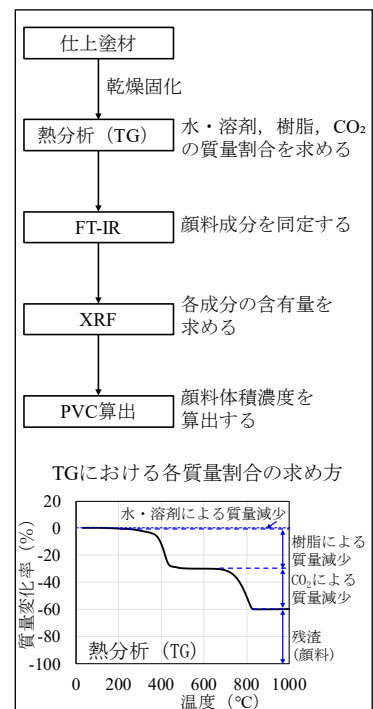 仕上塗材
乾燥固化
熱分析（TG）
水・溶剤，樹脂，CO₂
の質量割合を求める
FT-IR
顔料成分を同定する
XRF
各成分の含有量を
求める
PVC算出
顔料体積濃度を
算出する
TGにおける各質量割合の求め方
質量変化率（%）
20
0
-20
-40
-60
-80
-100
水・溶剤による質量減少
樹脂による
質量減少
CO₂による
質量減少
残渣
(顔料)
熱分析（TG）
0
200
400
600
800
1000
温度（℃）